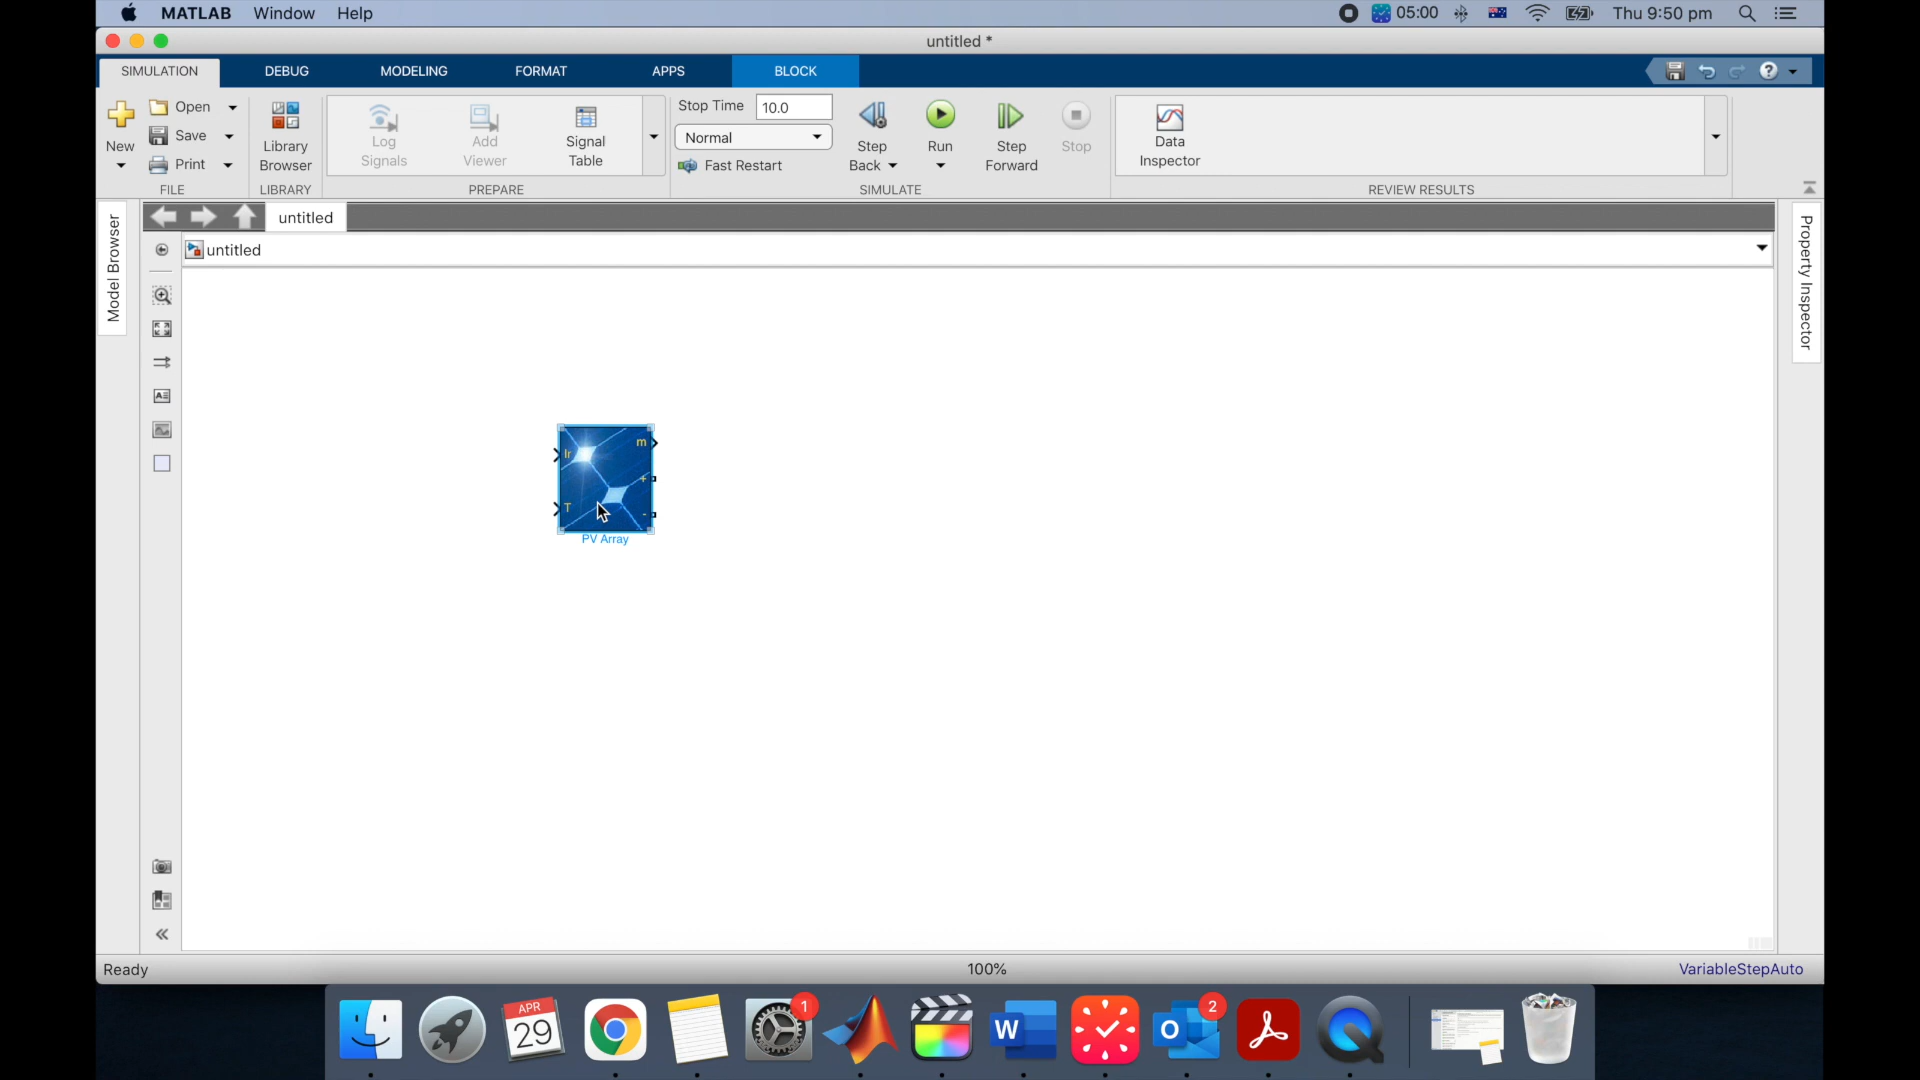 MATLAB Window Help 05:00 Thu 9:50 pm
untitled *
SIMULATION DEBUG MODELING FORMAT APPS BLOCK
New
Open
Save
Print
FILE
Library
Browser
LIBRARY
Log
Signals
Add
Viewer
Signal
Table
PREPARE
Stop Time 10.0
Normal
Fast Restart
Step
Back
Run
Step
Forward
Stop
SIMULATE
Data
Inspector
REVIEW RESULTS
Model Browser
untitled
untitled
Property Inspector
Ir
T
m
+
-
PV Array
Ready 100% VariableStepAuto
APR
29
1
W
O
2